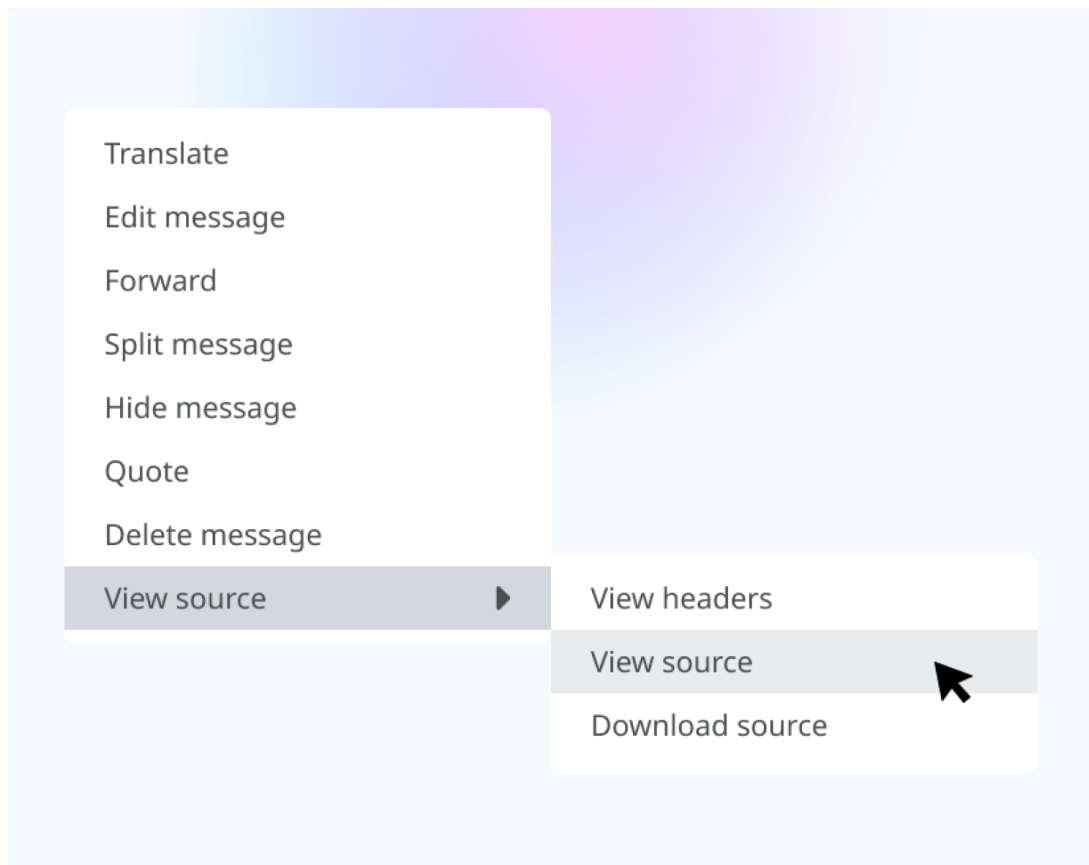 Translate
Edit message
Forward
Split message
Hide message
Quote
Delete message
View source
View headers
View source
Download source